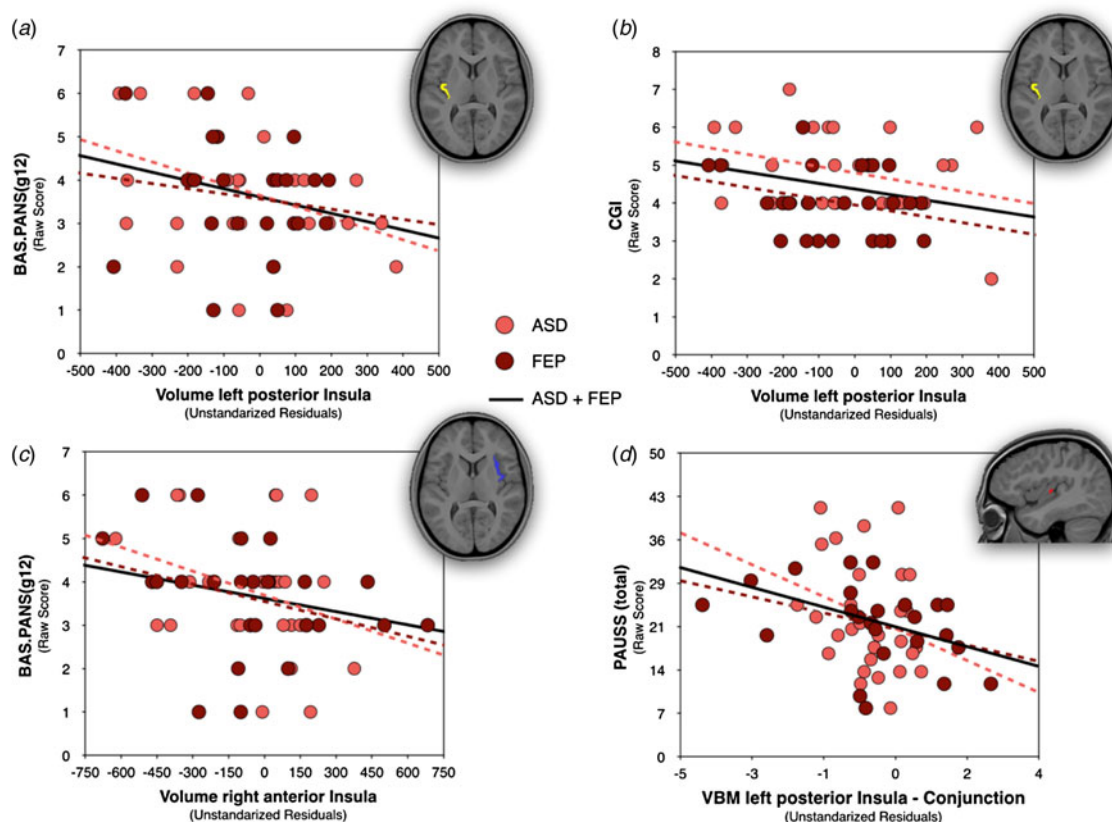 (a)
7
6
5
4
3
2
1
0
BAS.PANS(g12)
(Raw Score)
-500 -400 -300 -200 -100 0 100 200 300 400 500
Volume left posterior Insula
(Unstandarized Residuals)
(b)
8
7
6
5
4
3
2
1
0
CGI
(Raw Score)
-500 -400 -300 -200 -100 0 100 200 300 400 500
Volume left posterior Insula
(Unstandarized Residuals)
ASD
FEP
ASD + FEP
(c)
7
6
5
4
3
2
1
0
BAS.PANS(g12)
(Raw Score)
-750 -600 -450 -300 -150 0 150 300 450 600 750
Volume right anterior Insula
(Unstandarized Residuals)
(d)
50
43
36
29
21
14
7
0
PAUSS (total)
(Raw Score)
-5 -3 -1 0 2 4
VBM left posterior Insula - Conjunction
(Unstandarized Residuals)